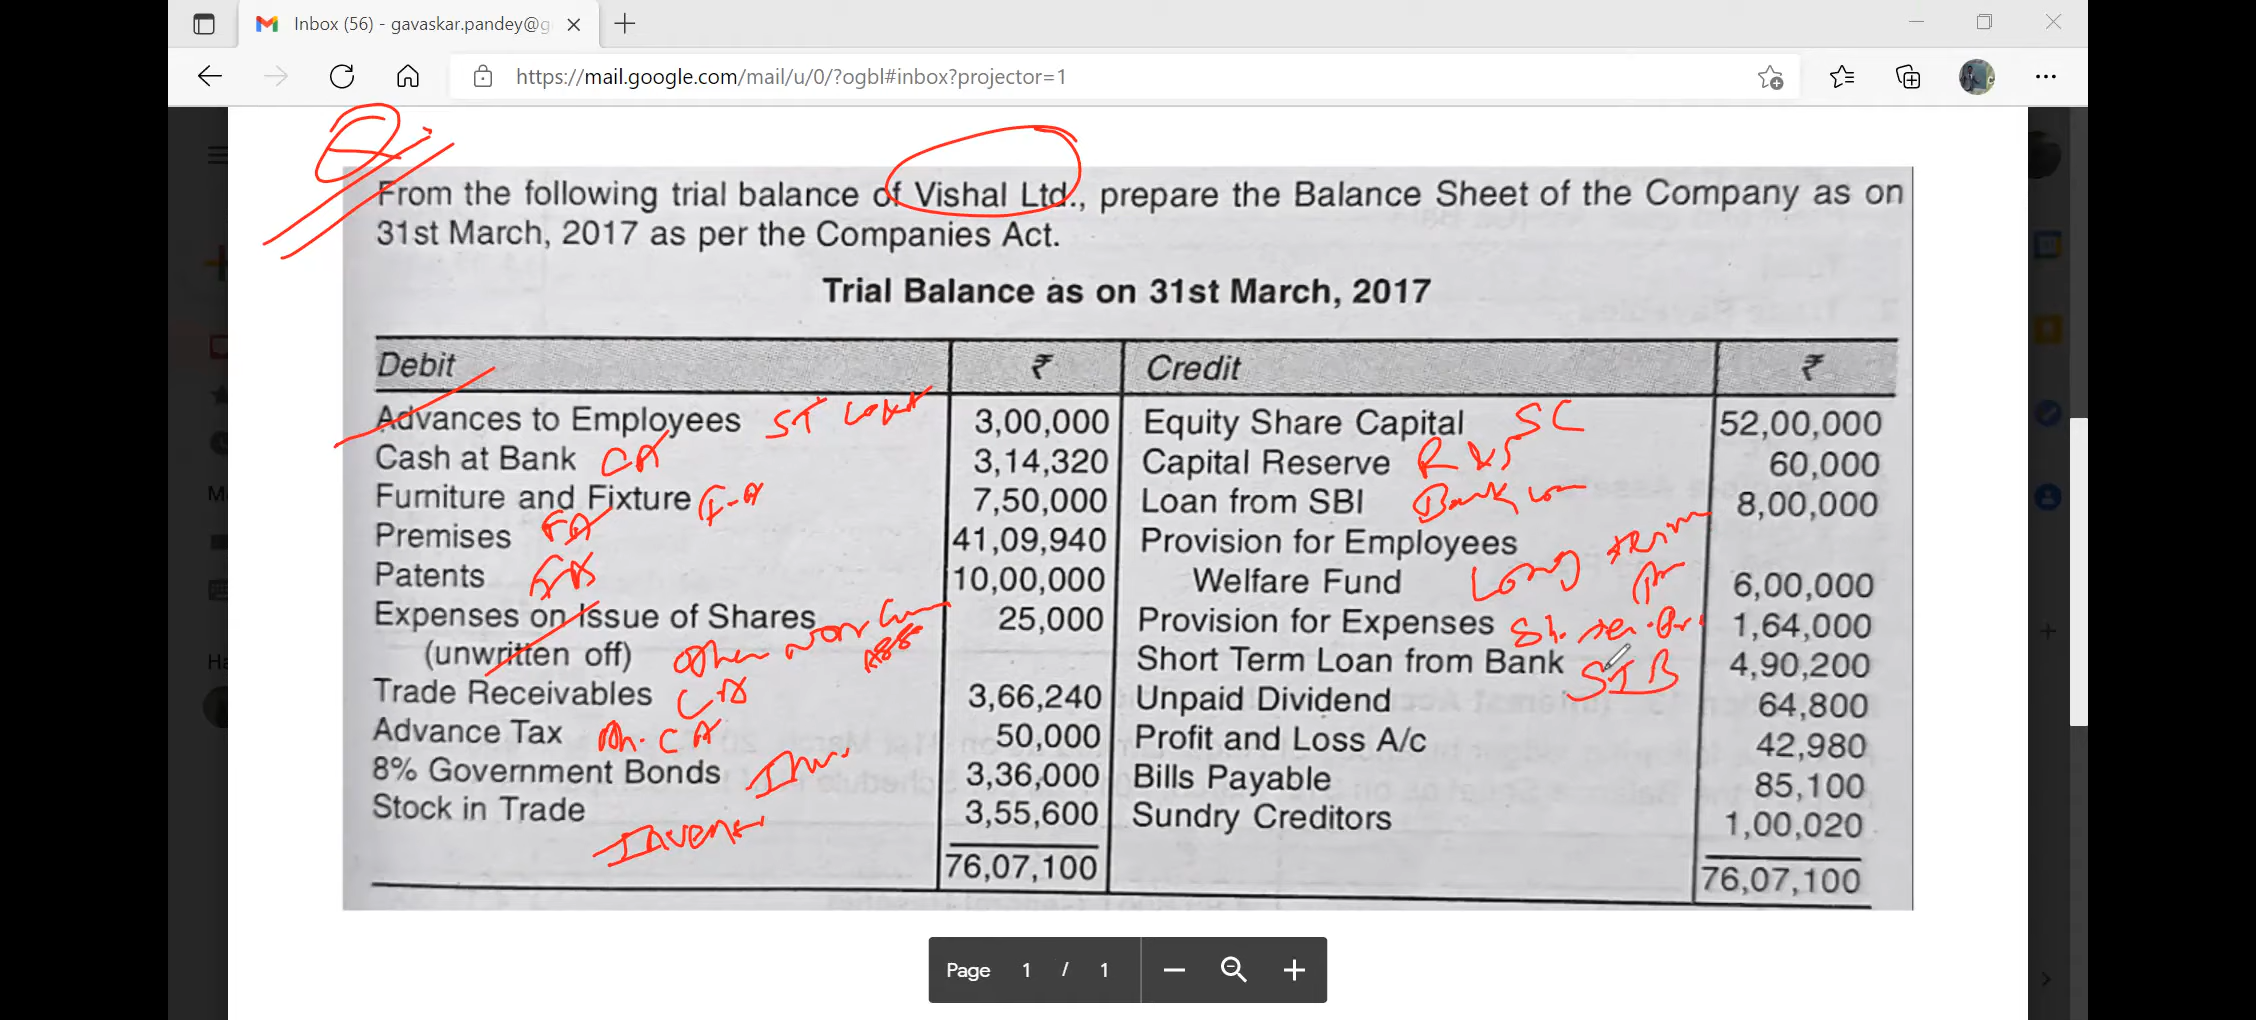 Inbox (56) - gavaskar.pandey@g
https://mail.google.com/mail/u/0/?ogbl#inbox?projector=1
From the following trial balance of Vishal Ltd., prepare the Balance Sheet of the Company as on
31st March, 2017 as per the Companies Act.
Trial Balance as on 31st March, 2017
Debit ₹ Credit ₹
Advances to Employees ST 3,00,000 Equity Share Capital SC 52,00,000
Cash at Bank CA 3,14,320 Capital Reserve R & S 60,000
Furniture and Fixture F-A 7,50,000 Loan from SBI Bank 8,00,000
Premises FA 41,09,940 Provision for Employees
Patents 10,00,000 Welfare Fund Long 6,00,000
Expenses on Issue of Shares 25,000 Provision for Expenses 1,64,000
(unwritten off) Other non Short Term Loan from Bank 4,90,200
Trade Receivables CA 3,66,240 Unpaid Dividend 64,800
Advance Tax CA 50,000 Profit and Loss A/c 42,980
8% Government Bonds 3,36,000 Bills Payable 85,100
Stock in Trade 3,55,600 Sundry Creditors 1,00,020
76,07,100 76,07,100
Page 1 / 1